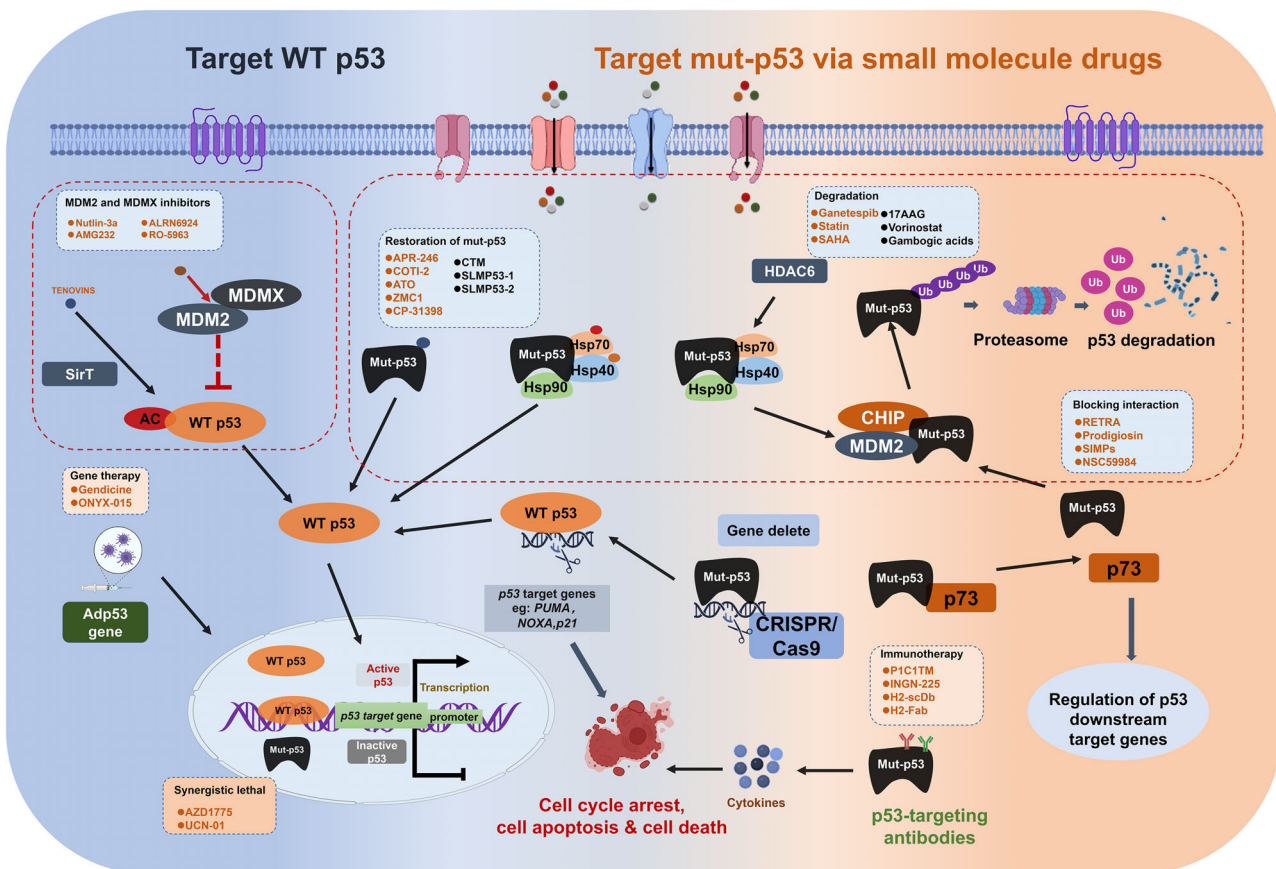 Target WT p53
Target mut-p53 via small molecule drugs
MDM2 and MDMX inhibitors
●Nutlin-3a ●ALRN6924
●AMG232 ●RO-5963
TENOVINS
MDMX
MDM2
SirT
AC
WT p53
Restoration of mut-p53
●APR-246
●COTI-2
●ATO
●ZMC1
●CP-31398
●CTM
●SLMP53-1
●SLMP53-2
Mut-p53
Mut-p53
Hsp70
Hsp40
Hsp90
Degradation
●Ganetespib ●17AAG
●Statin ●Vorinostat
●SAHA ●Gambogic acids
HDAC6
Mut-p53
Hsp70
Hsp40
Hsp90
Mut-p53
Ub
Ub
Ub
Ub
Proteasome
Ub
Ub
Ub
Ub
p53 degradation
CHIP
MDM2
Mut-p53
Blocking interaction
●RETRA
●Prodigiosin
●SIMPs
●NSC59984
Gene therapy
●Gendicine
●ONYX-015
Adp53
gene
WT p53
WT p53
Gene delete
Mut-p53
CRISPR/
Cas9
Mut-p53
p73
Mut-p53
p73
p53 target genes
eg: PUMA ,
NOXA,p21
WT p53
Active
p53
Transcription
WT p53
p53 target gene
promoter
Mut-p53
Inactive
p53
Synergistic lethal
●AZD1775
●UCN-01
Cell cycle arrest,
cell apoptosis & cell death
Cytokines
Immunotherapy
●P1C1TM
●INGN-225
●H2-scDb
●H2-Fab
Mut-p53
p53-targeting
antibodies
Regulation of p53
downstream
target genes